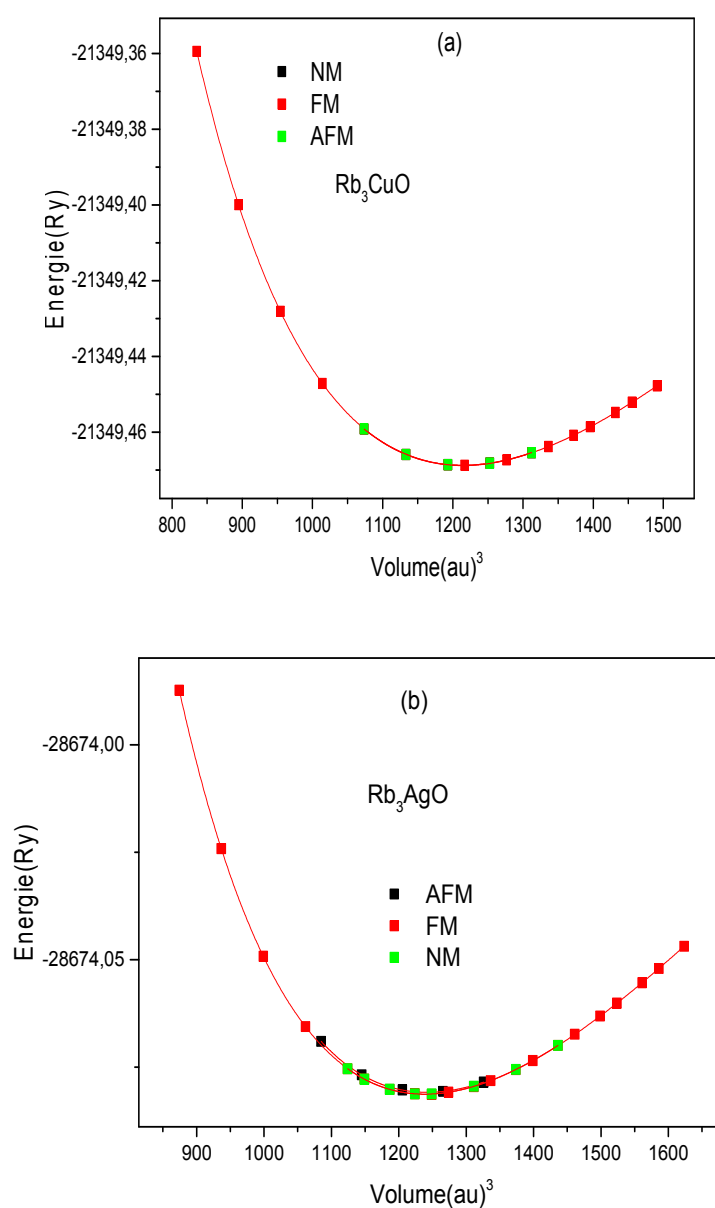 (a)
-21349,36
NM
FM
-21349,38
AFM
Rb₃CuO
-21349,40
Energie(Ry)
-21349,42
-21349,44
-21349,46
800 900 1000 1100 1200 1300 1400 1500
Volume(au)³
(b)
-28674,00
Rb₃AgO
Energie(Ry)
AFM
FM
NM
-28674,05
900 1000 1100 1200 1300 1400 1500 1600
Volume(au)³